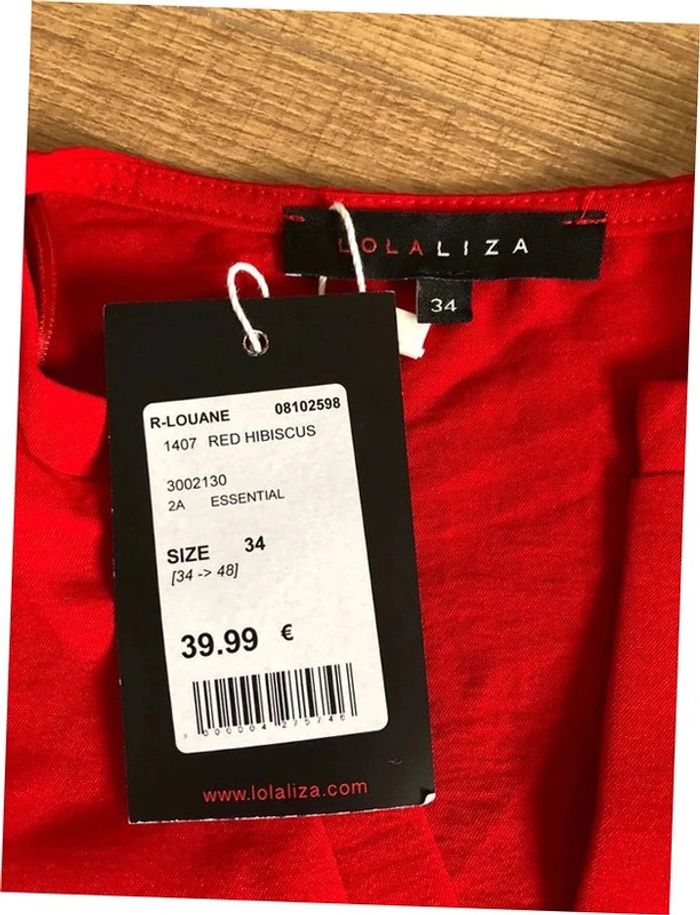 LOLALIZA
34
R-LOUANE 08102598
1407 RED HIBISCUS
3002130
2A ESSENTIAL
SIZE 34
[34 -> 48]
39.99 €
www.lolaliza.com